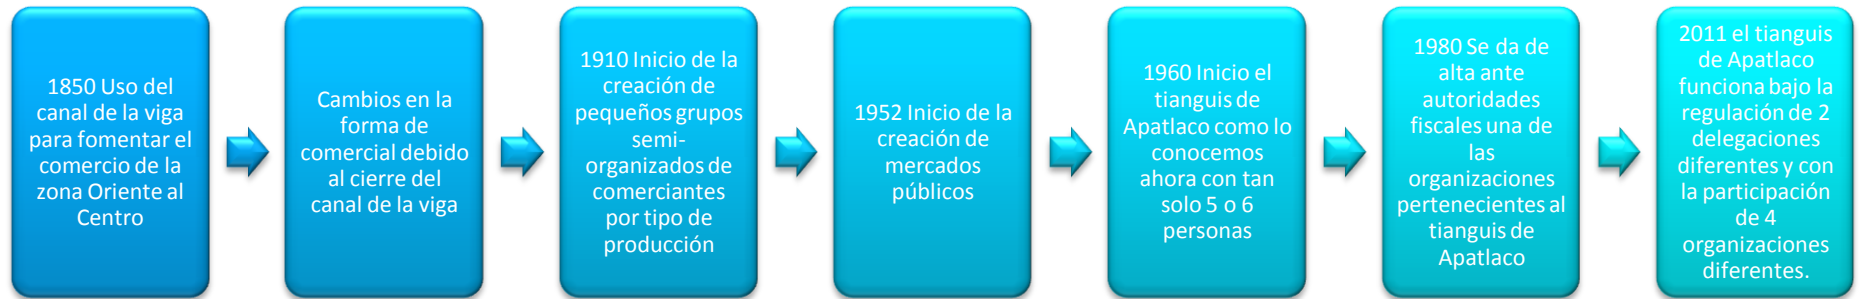 1850 Uso del
canal de la viga
para fomentar el
comercio de la
zona Oriente al
Centro
Cambios en la
forma de
comercial debido
al cierre del
canal de la viga
1910 Inicio de la
creación de
pequeños grupos
semi-
organizados de
comerciantes
por tipo de
producción
1952 Inicio de la
creación de
mercados
públicos
1960 Inicio el
tianguis de
Apatlaco como lo
conocemos
ahora con tan
solo 5 o 6
personas
1980 Se da de
alta ante
autoridades
fiscales una de
las
organizaciones
pertenecientes al
tianguis de
Apatlaco
2011 el tianguis
de Apatlaco
funciona bajo la
regulación de 2
delegaciones
diferentes y con
la participación
de 4
organizaciones
diferentes.